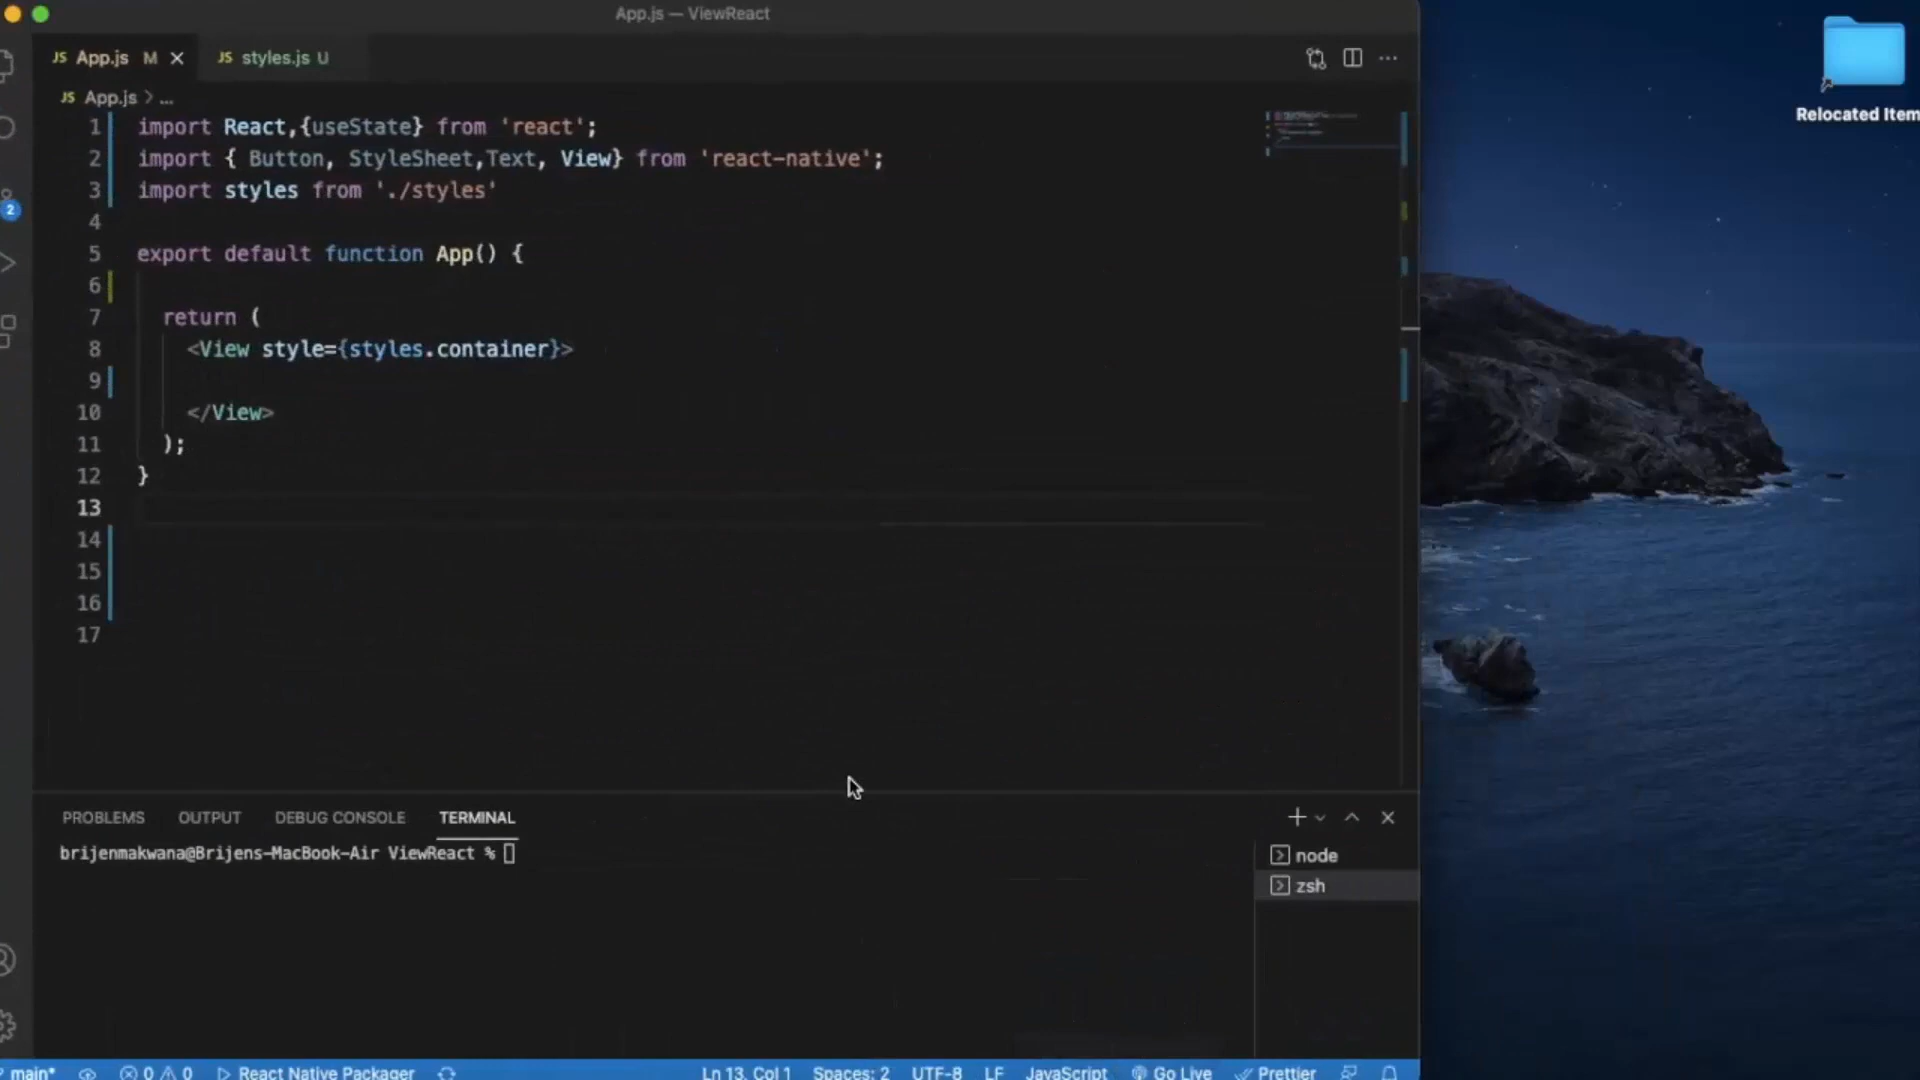 App.js — ViewReact
JS App.js M
JS styles.js U
JS App.js > ...
1 import React,{useState} from 'react';
2 import { Button, StyleSheet,Text, View} from 'react-native';
3 import styles from './styles'
4
5 export default function App() {
6
7 return (
8 <View style={styles.container}>
9
10 </View>
11 );
12 }
13
14
15
16
17
2
Relocated Item
PROBLEMS OUTPUT DEBUG CONSOLE TERMINAL
brijenmakwana@Brijens-MacBook-Air ViewReact %
node
zsh
main* 0 0 React Native Packager Ln 13, Col 1 Spaces: 2 UTF-8 LF JavaScript Go Live Prettier